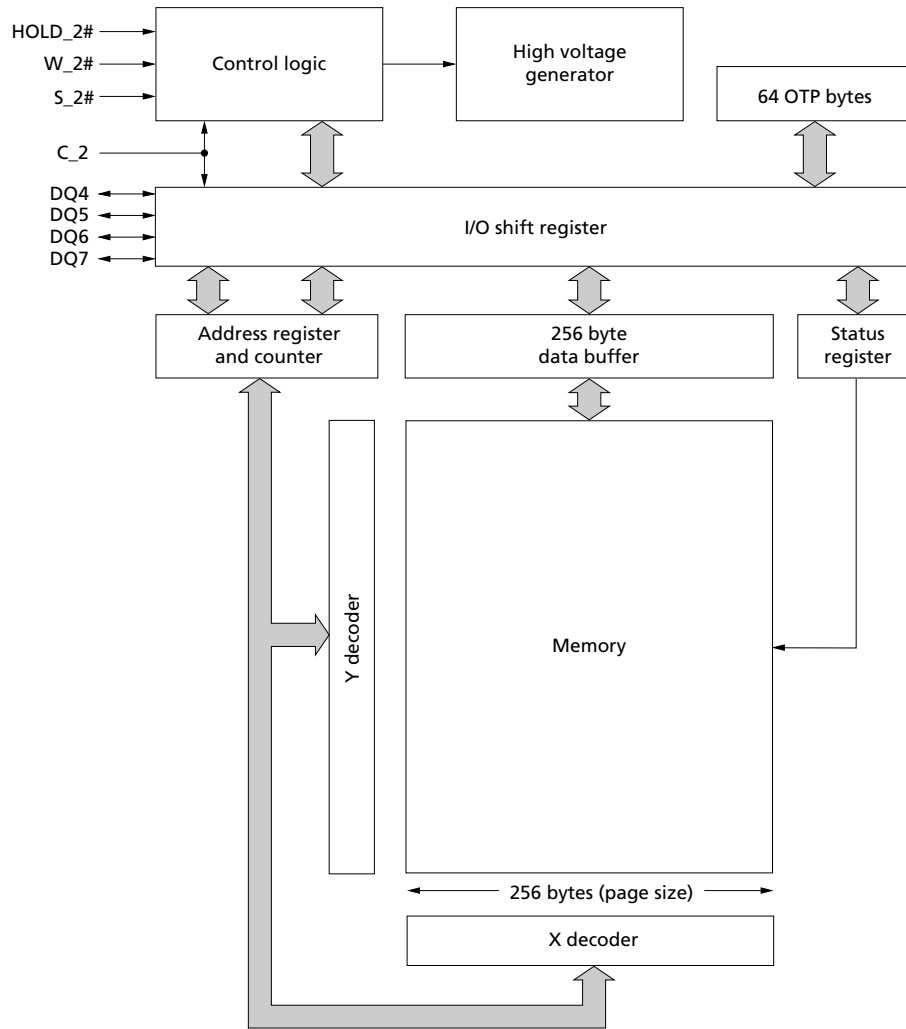 HOLD_2#
W_2#
S_2#
C_2
Control logic
High voltage
generator
64 OTP bytes
DQ4
DQ5
DQ6
DQ7
I/O shift register
Address register
and counter
256 byte
data buffer
Status
register
Y decoder
Memory
256 bytes (page size)
X decoder